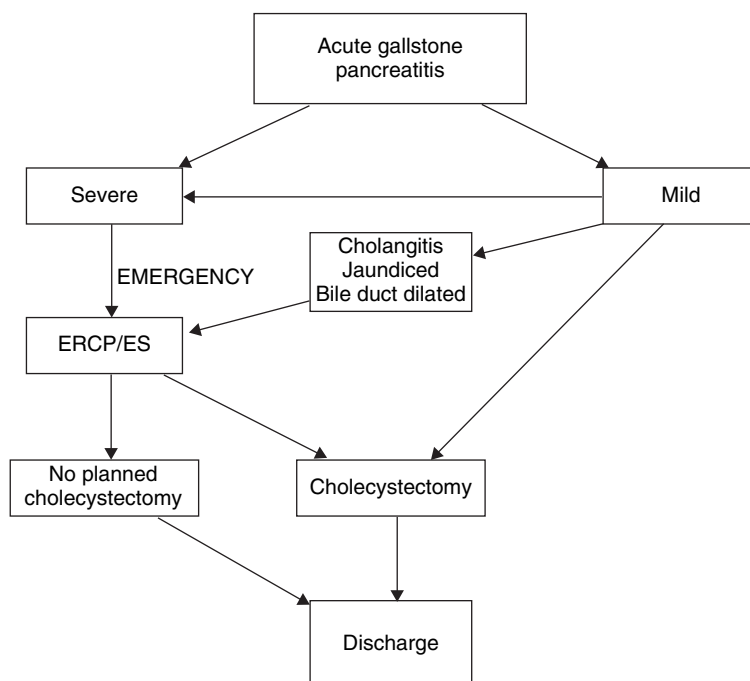 Acute gallstone
pancreatitis
Severe
Mild
Cholangitis
Jaundiced
Bile duct dilated
EMERGENCY
ERCP/ES
No planned
cholecystectomy
Cholecystectomy
Discharge